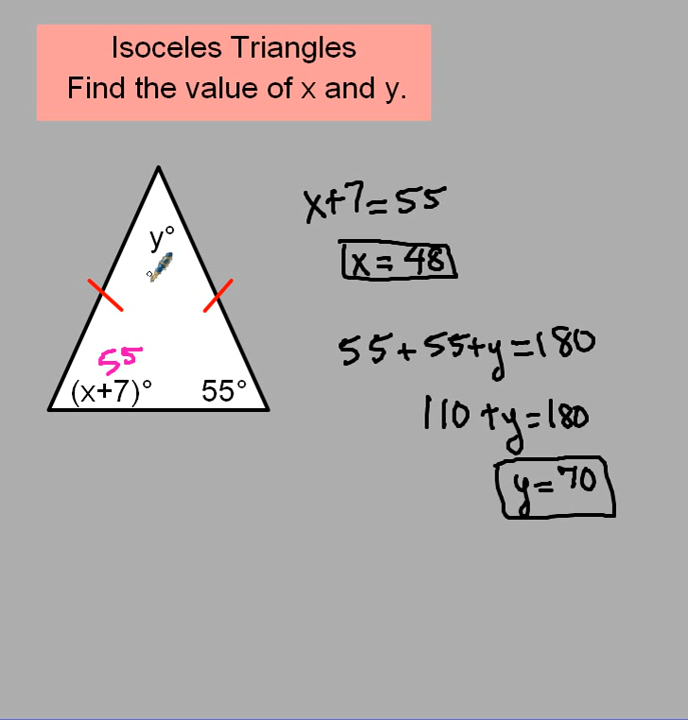 Isoceles Triangles
Find the value of x and y.
y°
55
(x+7)°
55°
x+7=55
x=48
55+55+y=180
110+y=180
y=70